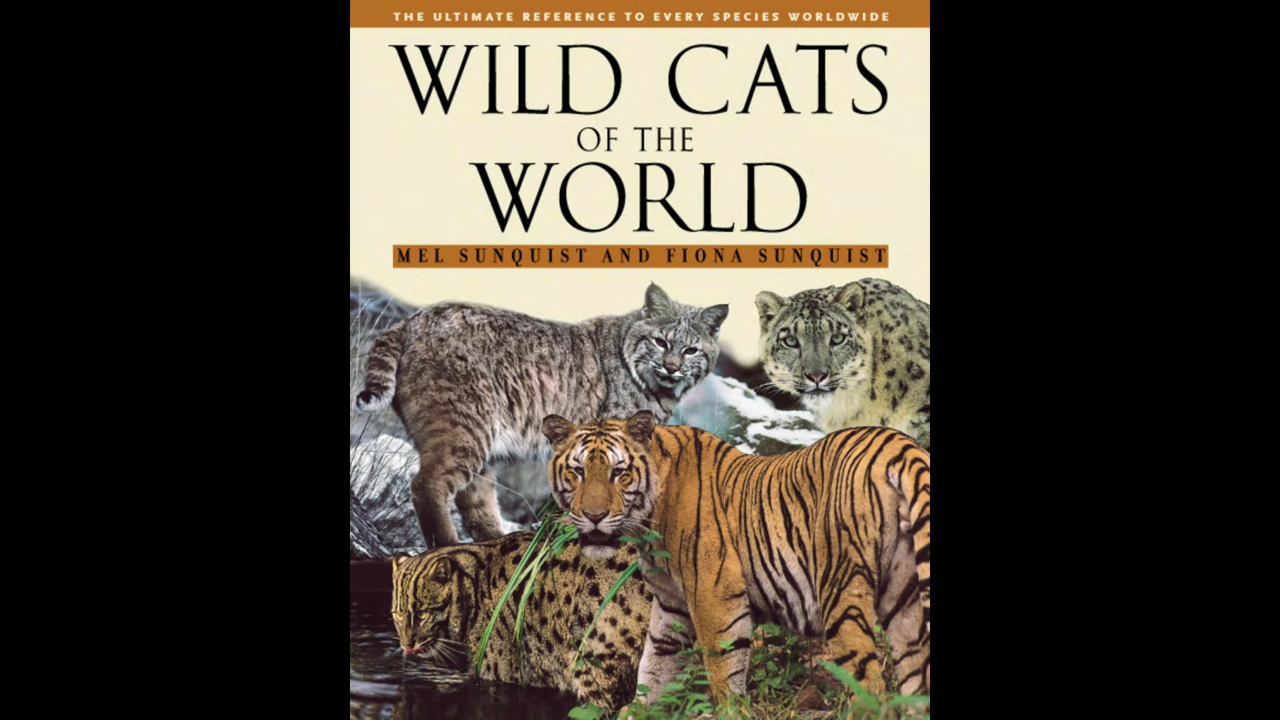 THE ULTIMATE REFERENCE TO EVERY SPECIES WORLDWIDE
WILD CATS
OF THE
WORLD
MEL SUNQUIST AND FIONA SUNQUIST